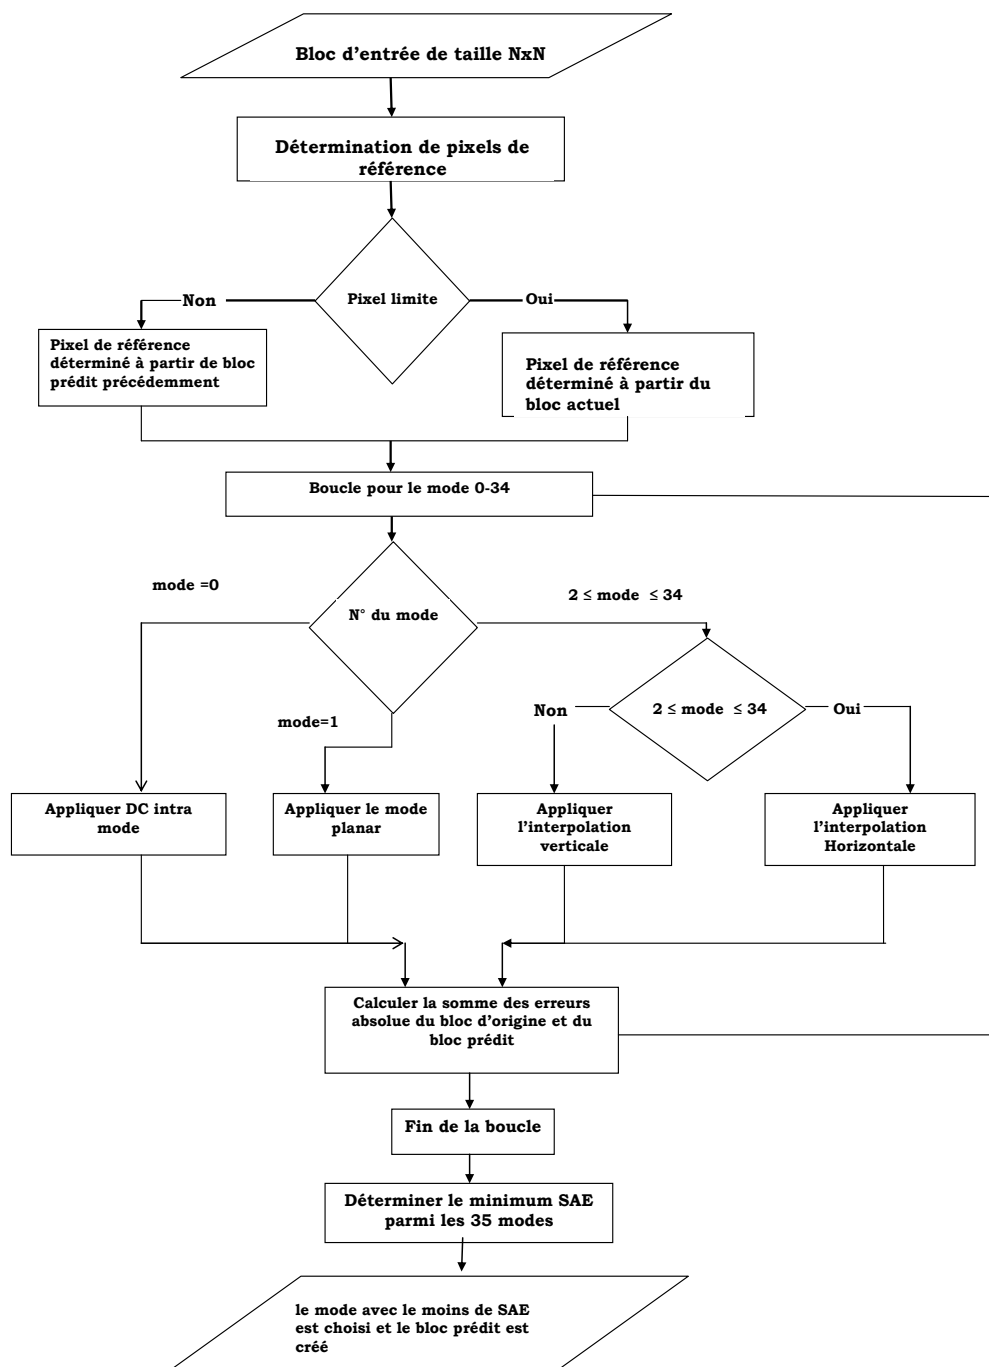 Bloc d'entrée de taille NxN
Détermination de pixels de
référence
Pixel limite
Non
Oui
Pixel de référence
déterminé à partir de bloc
prédit précédemment
Pixel de référence
déterminé à partir du
bloc actuel
Boucle pour le mode 0-34
mode =0
N° du mode
2 ≤ mode ≤ 34
mode=1
Non
2 ≤ mode ≤ 34
Oui
Appliquer DC intra
mode
Appliquer le mode
planar
Appliquer
l'interpolation
verticale
Appliquer
l'interpolation
Horizontale
Calculer la somme des erreurs
absolue du bloc d'origine et du
bloc prédit
Fin de la boucle
Déterminer le minimum SAE
parmi les 35 modes
le mode avec le moins de SAE
est choisi et le bloc prédit est
créé